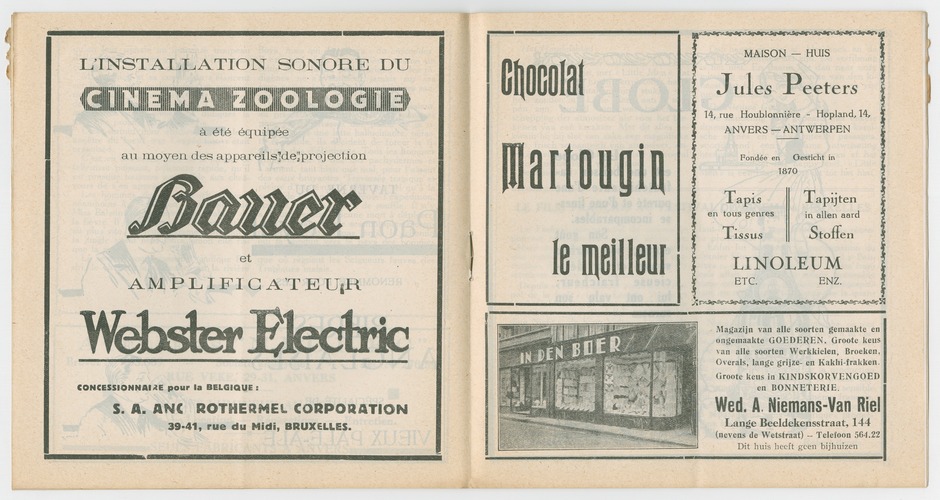 L'INSTALLATION SONORE DU
CINEMA ZOOLOGIE
à été équipée
au moyen des appareils de projection
Bauer
et
AMPLIFICATEUR
Webster Electric
CONCESSIONNAIRE pour la BELGIQUE :
S. A. ANC ROTHERMEL CORPORATION
39-41, rue du Midi, BRUXELLES.
Chocolat
Martougin
le meilleur
MAISON — HUIS
Jules Peeters
14, rue Houblonnière - Hopland, 14,
ANVERS — ANTWERPEN
Fondée en Gesticht in
1870
Tapis Tapijten
en tous genres in allen aard
Tissus Stoffen
LINOLEUM
ETC. ENZ.
IN DEN BOER
Magazijn van alle soorten gemaakte en
ongemaakte GOEDEREN, Groote keus
van alle soorten Werkkielen, Broeken,
Overals, lange grijze- en Kakhi-frakken.
Groote keus in KINDSKORVENGOED
en BONNETERIE.
Wed. A. Niemans-Van Riel
Lange Beeldekensstraat, 144
(nevens de Wetstraat) — Telefoon 564.22
Dit huis heeft geen bijhuizen